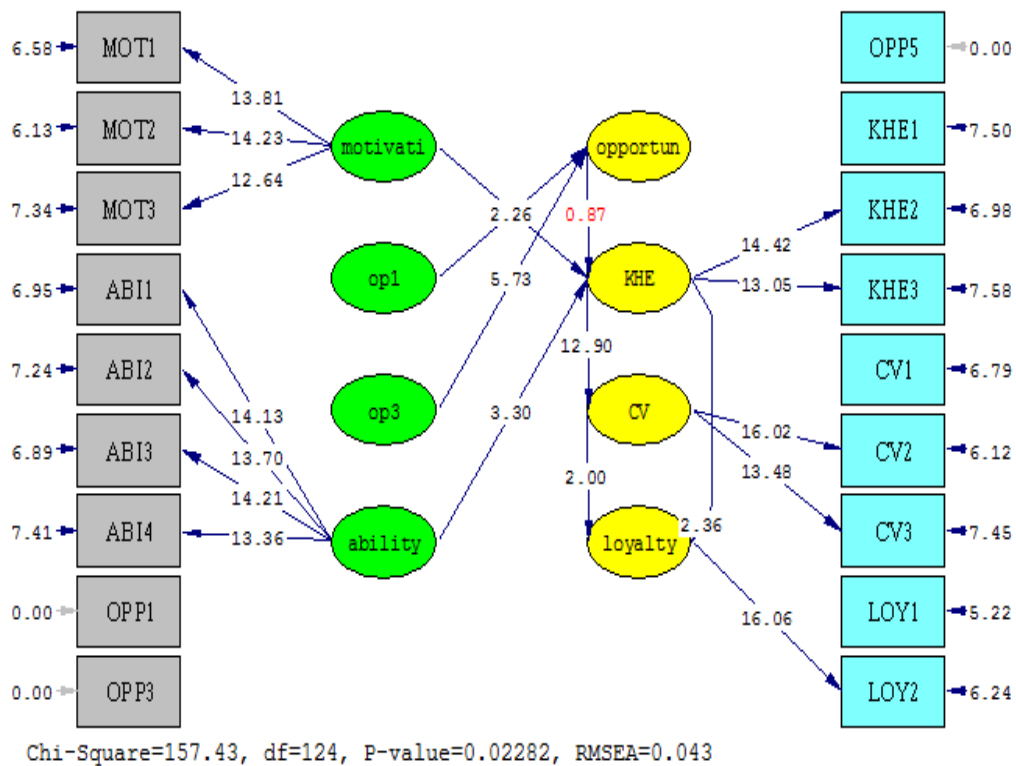 6.58 MOT1
6.13 MOT2
7.34 MOT3
6.95 ABI1
7.24 ABI2
6.89 ABI3
7.41 ABI4
0.00 OPP1
0.00 OPP3
13.81
14.23
12.64
14.13
13.70
14.21
13.36
motivati
op1
op3
ability
2.26
0.87
5.73
12.90
3.30
2.00
2.36
opportun
KHE
CV
loyalty
14.42
13.05
16.02
13.48
16.06
OPP5 0.00
KHE1 7.50
KHE2 6.98
KHE3 7.58
CV1 6.79
CV2 6.12
CV3 7.45
LOY1 5.22
LOY2 6.24
Chi-Square=157.43, df=124, P-value=0.02282, RMSEA=0.043